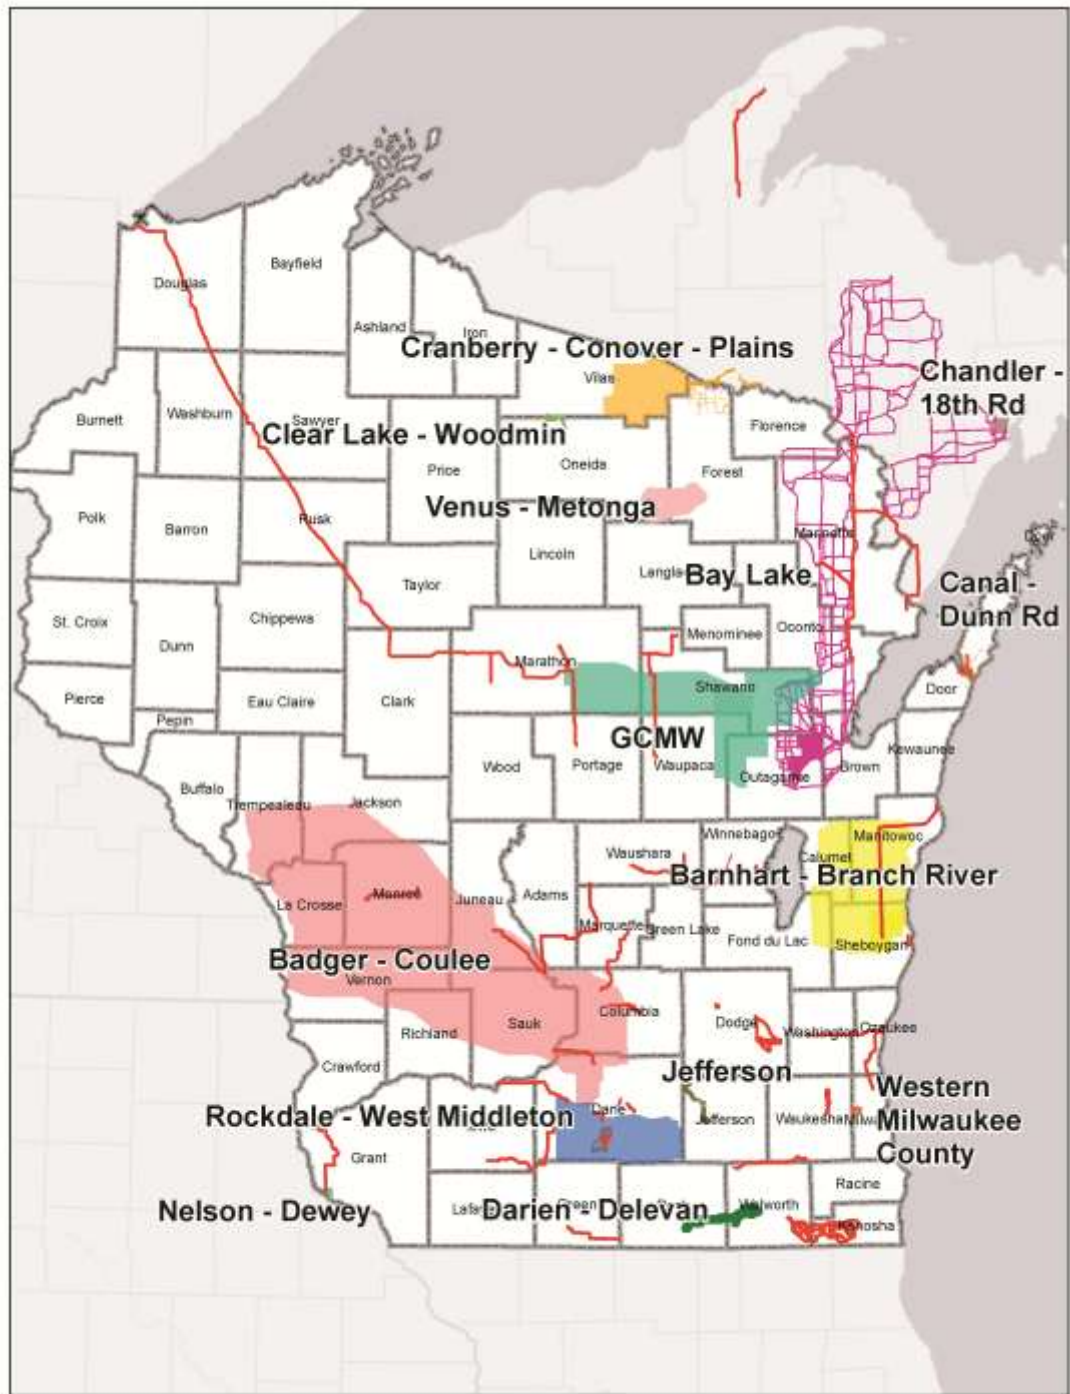 Bayfield
Douglas
Ashland
Iron
Cranberry - Conover - Plains
Vilas
Chandler -
18th Rd
Burnett
Washburn
Sawyer
Florence
Clear Lake - Woodmin
Oneida
Price
Forest
Venus - Metonga
Polk
Barron
Rusk
Marinette
Lincoln
Langla
Bay Lake
Taylor
Canal -
Dunn Rd
St. Croix
Chippewa
Dunn
Menominee
Oconto
Marathon
Shawano
Door
Pierce
Eau Claire
Clark
Pepin
GCMW
Kewaunee
Wood
Portage
Waupaca
Brown
Outagamie
Buffalo
Trempealeau
Jackson
Winnebago
Manitowoc
Waushara
Calumet
Barnhart - Branch River
La Crosse
Monroe
Juneau
Adams
Marquette
Green Lake
Fond du Lac
Sheboygan
Badger - Coulee
Vernon
Columbia
Sauk
Dodge
Washington
Ozaukee
Richland
Crawford
Jefferson
Western
Milwaukee
County
Rockdale - West Middleton
Dane
Jefferson
Waukesha
Milwa
Grant
Racine
Nelson - Dewey
Lafa
Green
Darien - Delevan
Walworth
Kenosha